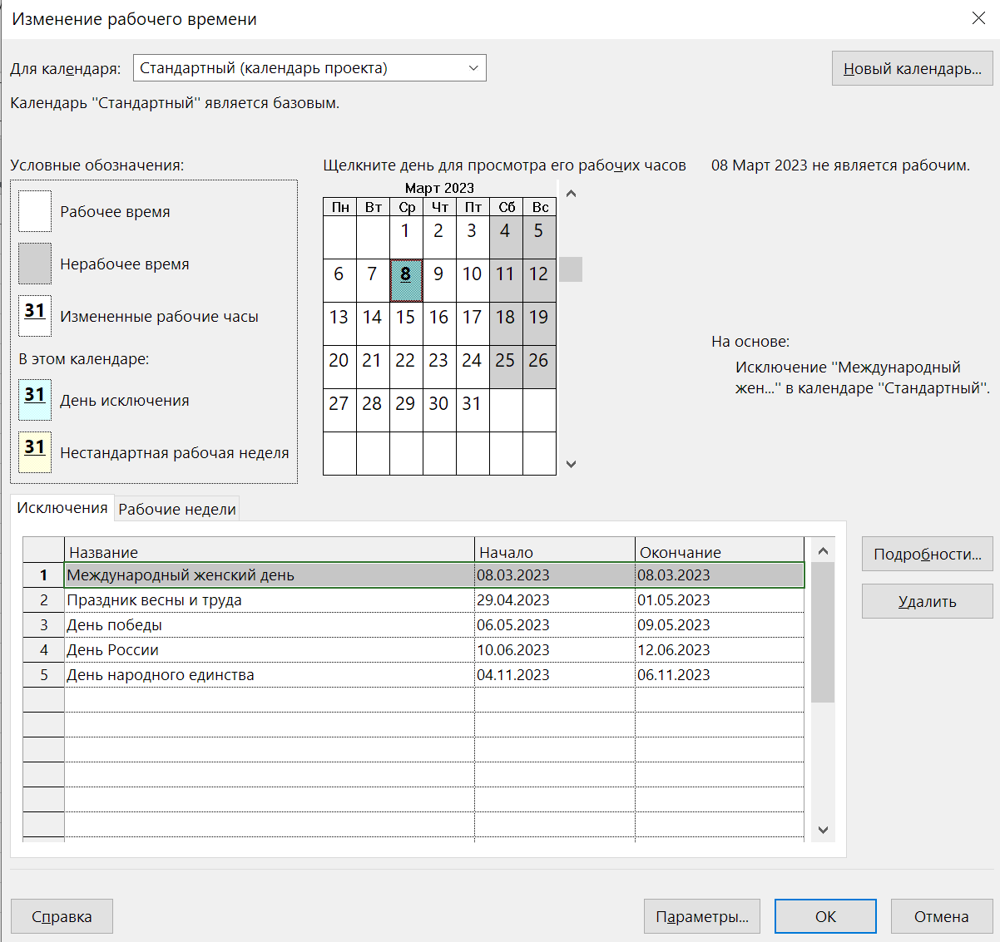 Изменение рабочего времени
Для календаря: Стандартный (календарь проекта) Новый календарь...
Календарь "Стандартный" является базовым.
Условные обозначения:
Рабочее время
Нерабочее время
31 Измененные рабочие часы
В этом календаре:
31 День исключения
31 Нестандартная рабочая неделя
Щелкните день для просмотра его рабочих часов
Март 2023
Пн Вт Ср Чт Пт Сб Вс
1 2 3 4 5
6 7 8 9 10 11 12
13 14 15 16 17 18 19
20 21 22 23 24 25 26
27 28 29 30 31
08 Март 2023 не является рабочим.
На основе:
Исключение "Международный
жен..." в календаре "Стандартный".
Исключения Рабочие недели
Название Начало Окончание
1 Международный женский день 08.03.2023 08.03.2023
2 Праздник весны и труда 29.04.2023 01.05.2023
3 День победы 06.05.2023 09.05.2023
4 День России 10.06.2023 12.06.2023
5 День народного единства 04.11.2023 06.11.2023
Подробности...
Удалить
Справка Параметры... ОК Отмена